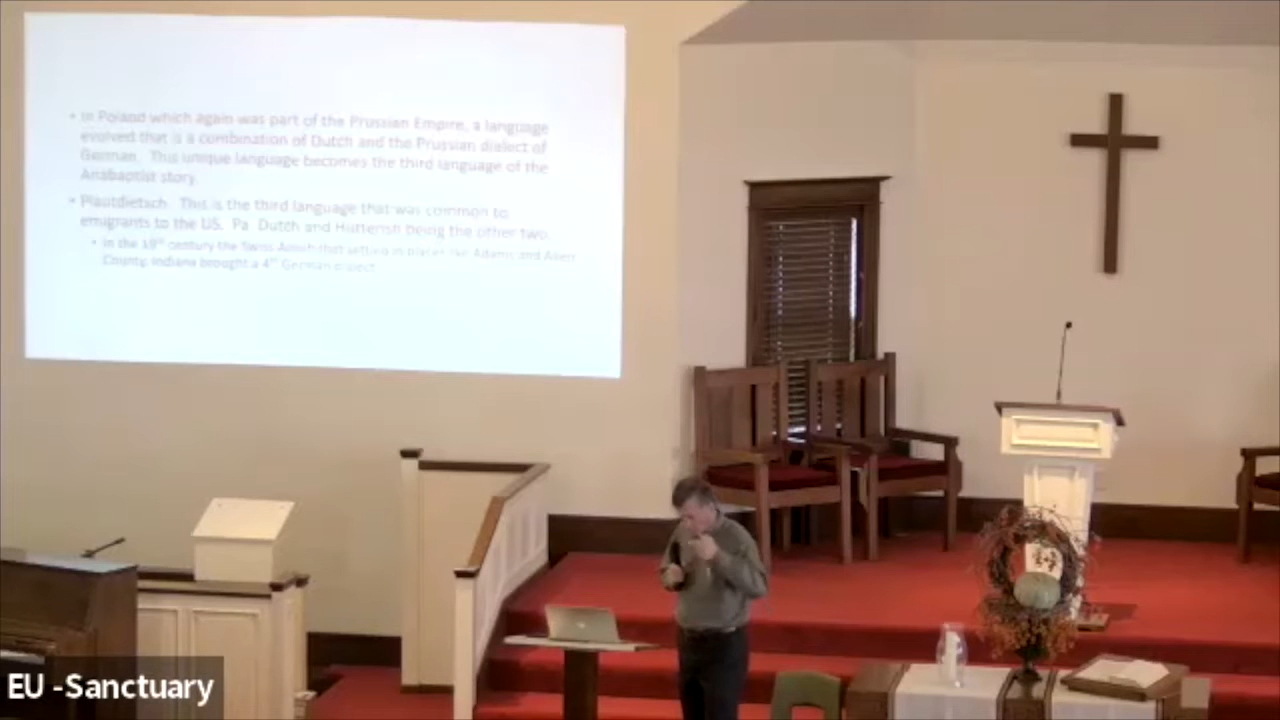 • In Poland which again was part of the Prussian Empire, a language
evolved that is a combination of Dutch and the Prussian dialect of
German. This unique language becomes the third language of the
Anabaptist story.
• Plautdietsch. This is the third language that was common to
emigrants to the US. Pa. Dutch and Hutterish being the other two.
• In the 19th century the Swiss Amish that settled in places like Adams and Allen
County, Indiana brought a 4th German dialect
EU -Sanctuary